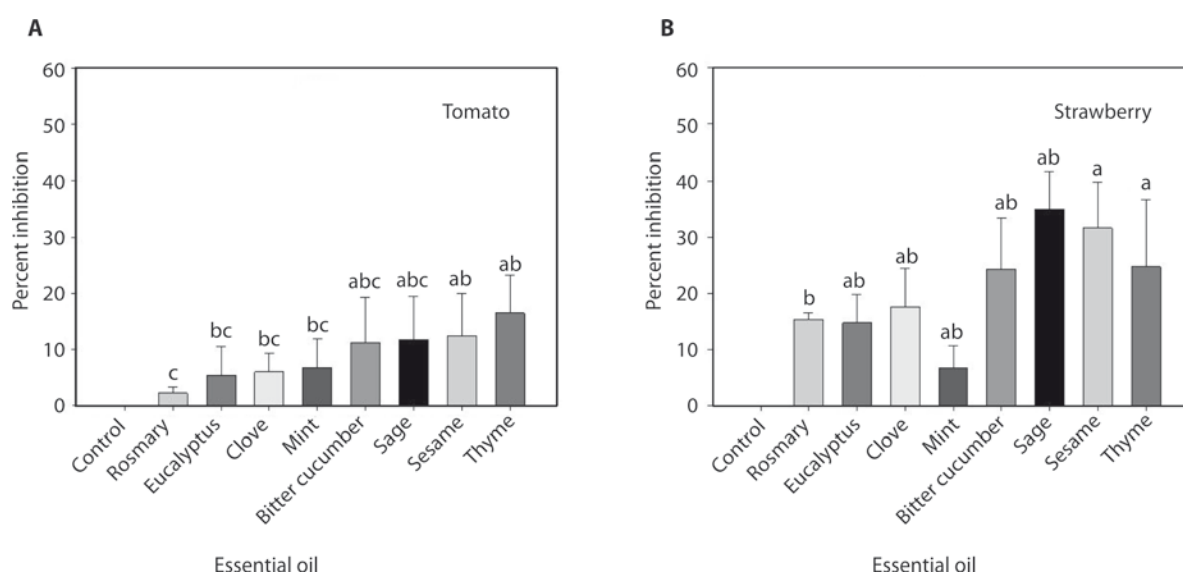 A
Percent inhibition
60
50
40
30
20
10
0
Tomato
c
bc
bc
bc
abc
abc
ab
ab
Control
Rosmary
Eucalyptus
Clove
Mint
Bitter cucumber
Sage
Sesame
Thyme
Essential oil
B
Percent inhibition
60
50
40
30
20
10
0
Strawberry
b
ab
ab
ab
ab
ab
a
a
Control
Rosmary
Eucalyptus
Clove
Mint
Bitter cucumber
Sage
Sesame
Thyme
Essential oil